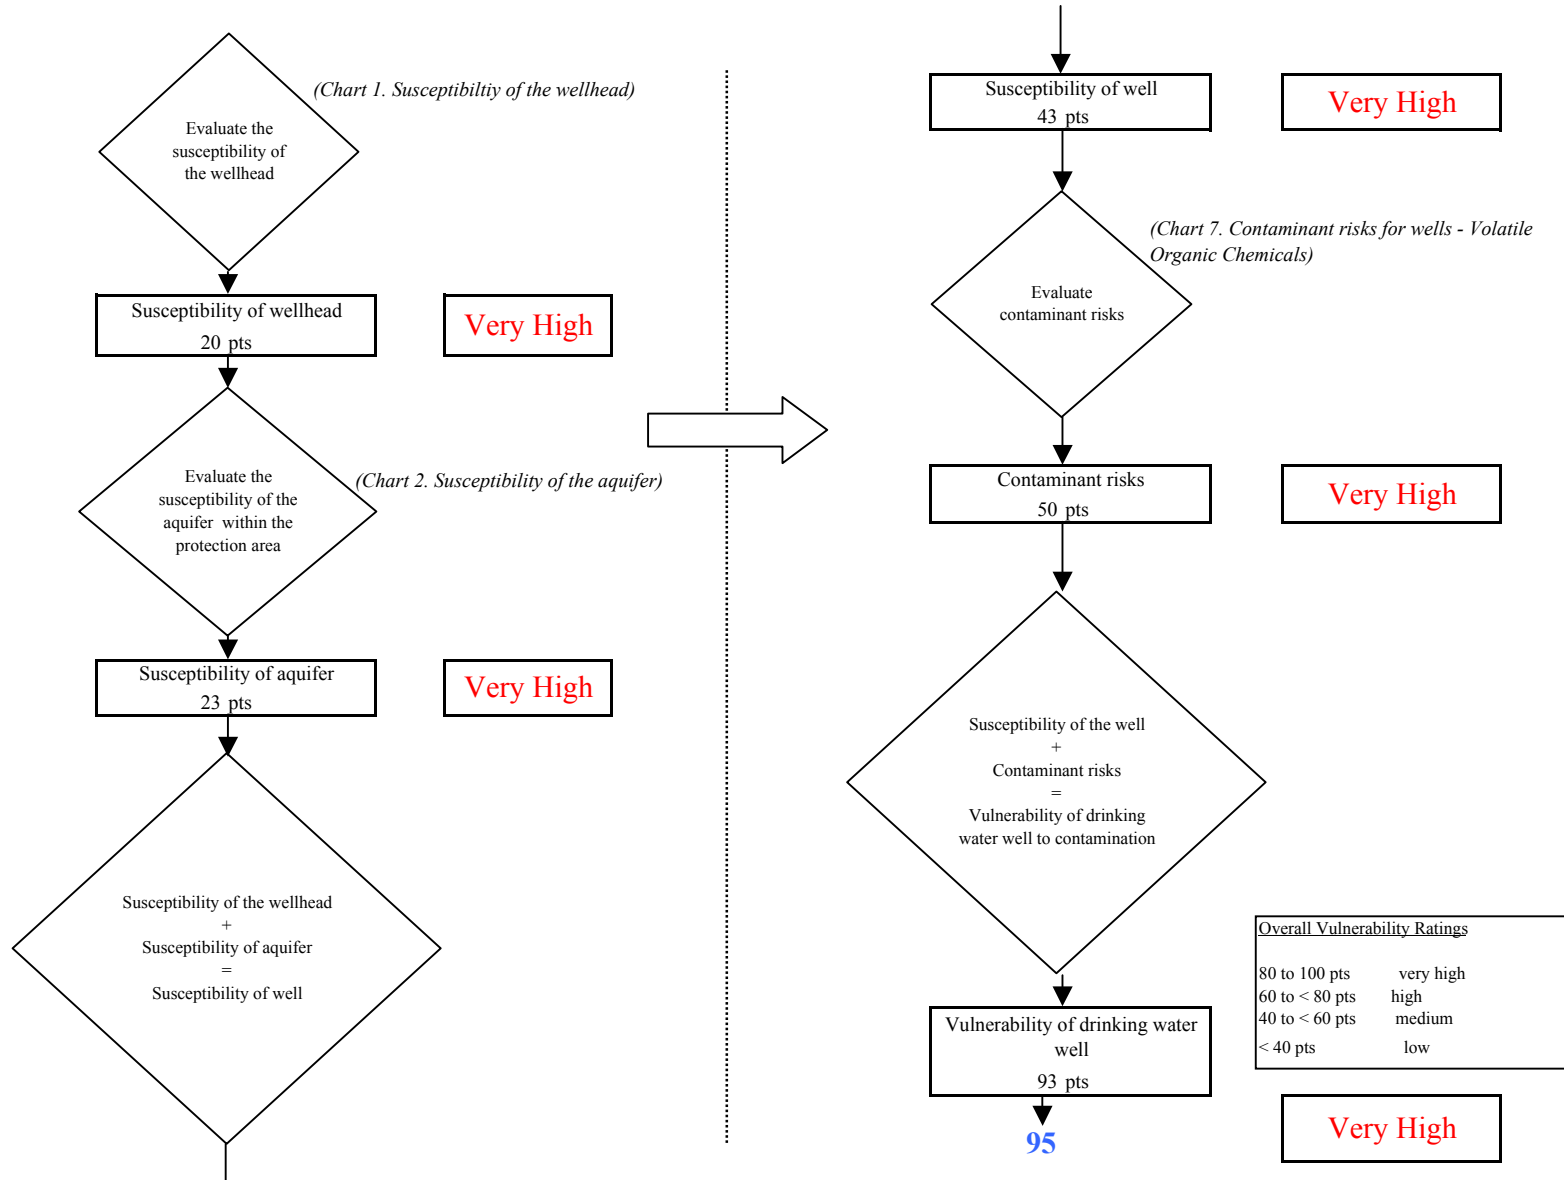 (Chart 1. Susceptibiltiy of the wellhead)
Evaluate the
susceptibility of
the wellhead
Susceptibility of wellhead
20 pts
Very High
Evaluate the
susceptibility of the
aquifer within the
protection area
(Chart 2. Susceptibility of the aquifer)
Susceptibility of aquifer
23 pts
Very High
Susceptibility of the wellhead
+
Susceptibility of aquifer
=
Susceptibility of well
Susceptibility of well
43 pts
Very High
(Chart 7. Contaminant risks for wells - Volatile
Organic Chemicals)
Evaluate
contaminant risks
Contaminant risks
50 pts
Very High
Susceptibility of the well
+
Contaminant risks
=
Vulnerability of drinking
water well to contamination
Overall Vulnerability Ratings
80 to 100 pts very high
60 to < 80 pts high
40 to < 60 pts medium
< 40 pts low
Vulnerability of drinking water
well
93 pts
Very High
95